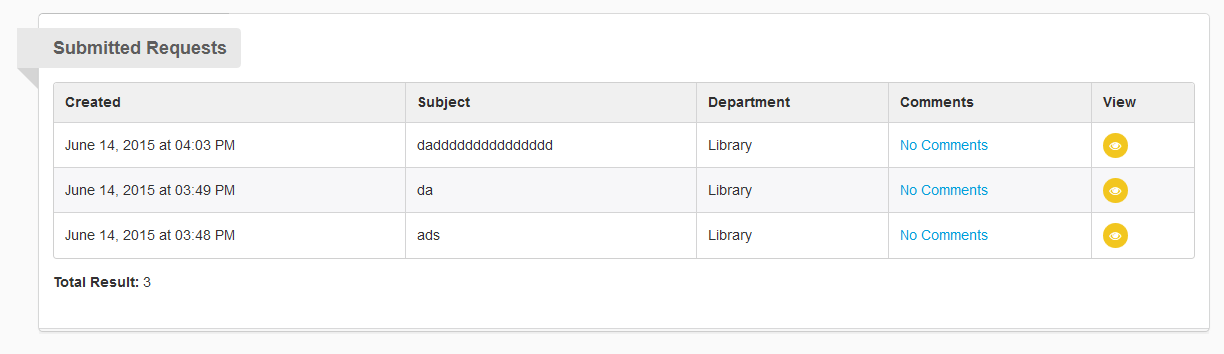 Submitted Requests
Created Subject Department Comments View
June 14, 2015 at 04:03 PM dadddddddddddddddd Library No Comments
June 14, 2015 at 03:49 PM da Library No Comments
June 14, 2015 at 03:48 PM ads Library No Comments
Total Result: 3